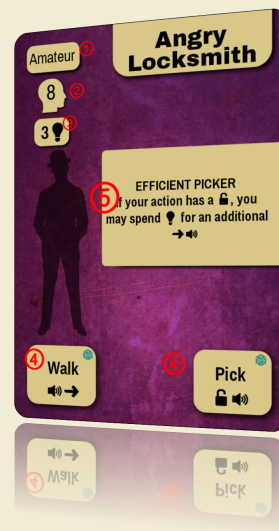 Angry
Locksmith
Amateur ①
8 ②
3 ③
EFFICIENT PICKER
⑤ If your action has a 🔓, you
may spend 💡 for an additional
➔ 🔊
④ Walk
🔊 ➔
④ Pick
🔓 🔊